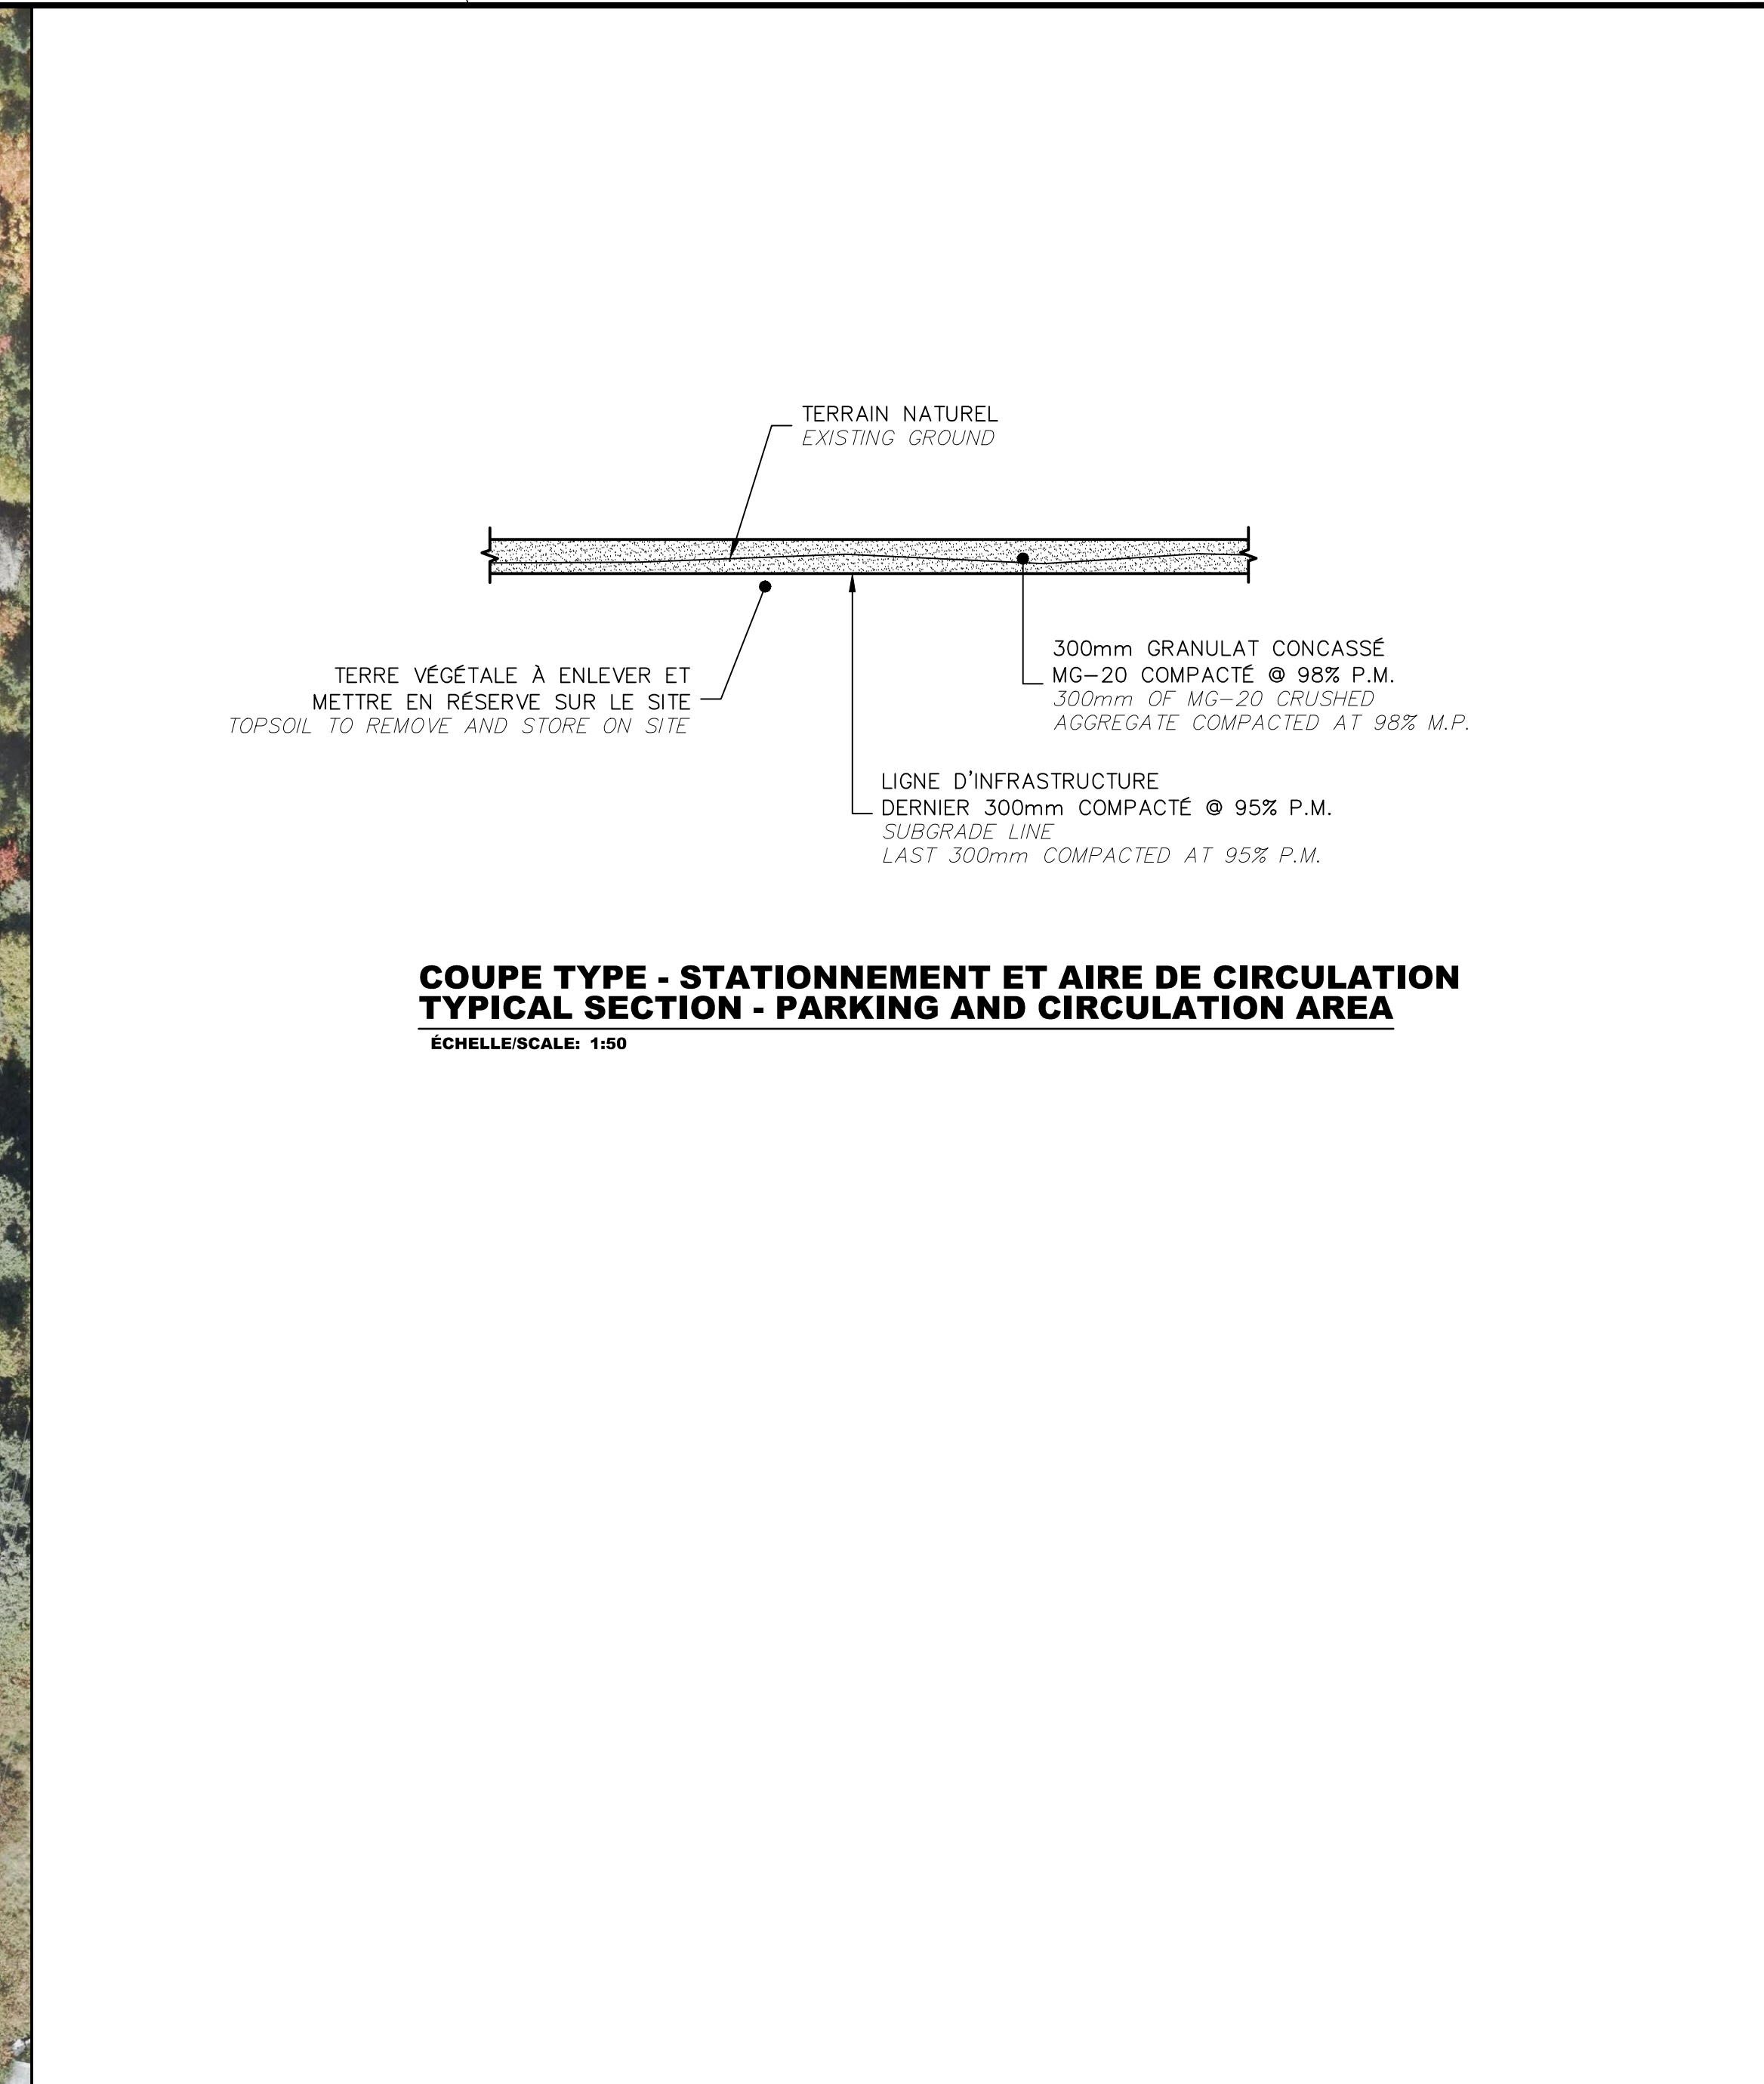 TERRAIN NATUREL
EXISTING GROUND
TERRE VÉGÉTALE À ENLEVER ET
METTRE EN RÉSERVE SUR LE SITE
TOPSOIL TO REMOVE AND STORE ON SITE
300mm GRANULAT CONCASSÉ
MG-20 COMPACTÉ @ 98% P.M.
300mm OF MG-20 CRUSHED
AGGREGATE COMPACTED AT 98% M.P.
LIGNE D'INFRASTRUCTURE
DERNIER 300mm COMPACTÉ @ 95% P.M.
SUBGRADE LINE
LAST 300mm COMPACTED AT 95% P.M.
COUPE TYPE - STATIONNEMENT ET AIRE DE CIRCULATION
TYPICAL SECTION - PARKING AND CIRCULATION AREA
ÉCHELLE/SCALE: 1:50